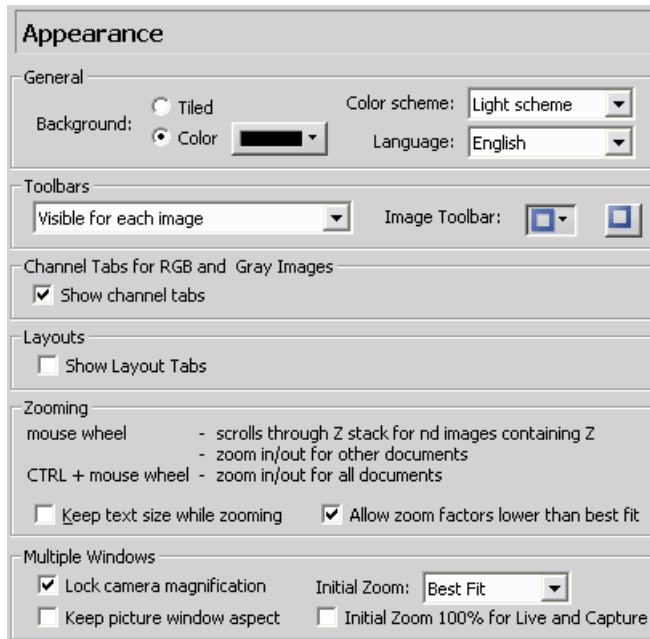 Appearance
General
Background:
Tiled
Color
Color scheme: Light scheme
Language: English
Toolbars
Visible for each image
Image Toolbar:
Channel Tabs for RGB and Gray Images
Show channel tabs
Layouts
Show Layout Tabs
Zooming
mouse wheel - scrolls through Z stack for nd images containing Z
- zoom in/out for other documents
CTRL + mouse wheel - zoom in/out for all documents
Keep text size while zooming
Allow zoom factors lower than best fit
Multiple Windows
Lock camera magnification
Initial Zoom: Best Fit
Keep picture window aspect
Initial Zoom 100% for Live and Capture